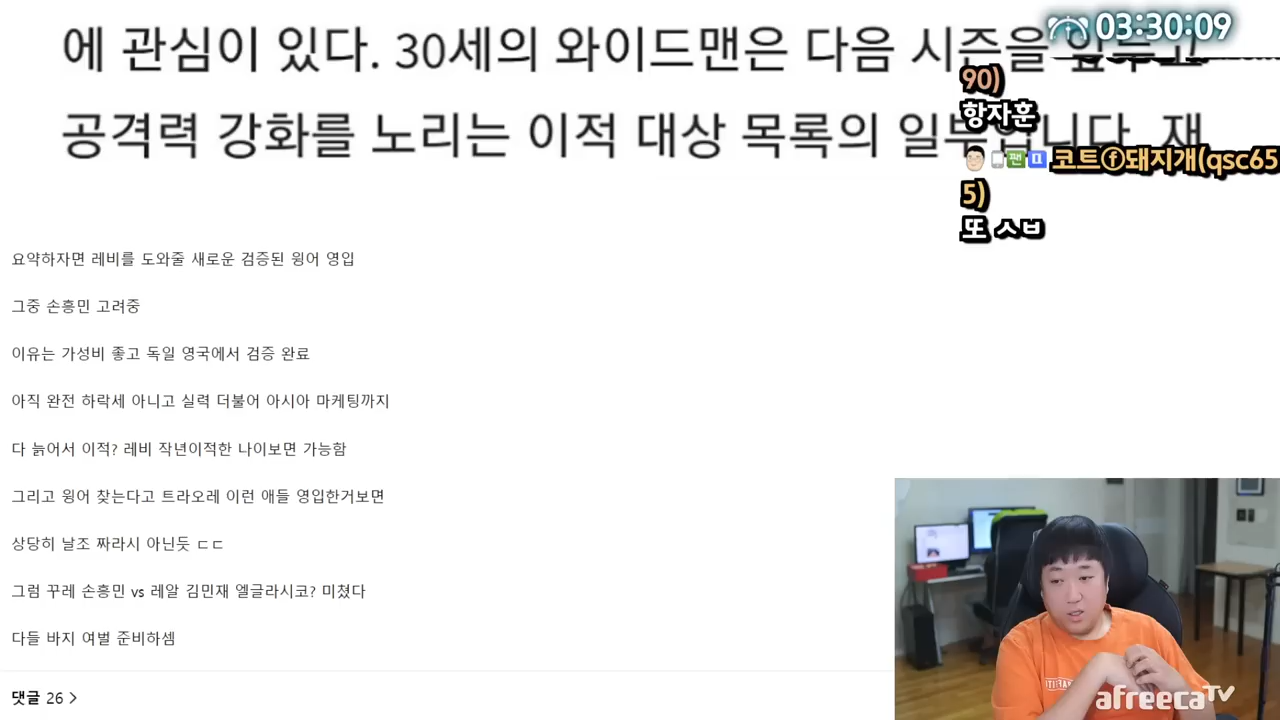 에 관심이 있다. 30세의 와이드맨은 다음 시즌을 앞두고
공격력 강화를 노리는 이적 대상 목록의 일부입니다. 재
03:30:09
90)
항자훈
코트ⓕ돼지개(qsc65
5)
또 ㅅㅂ
요약하자면 레비를 도와줄 새로운 검증된 윙어 영입
그중 손흥민 고려중
이유는 가성비 좋고 독일 영국에서 검증 완료
아직 완전 하락세 아니고 실력 더불어 아시아 마케팅까지
다 늙어서 이적? 레비 작년이적한 나이보면 가능함
그리고 윙어 찾는다고 트라오레 이런 애들 영입한거보면
상당히 날조 짜라시 아닌듯 ㄷㄷ
그럼 꾸레 손흥민 vs 레알 김민재 엘글라시코? 미쳤다
다들 바지 여벌 준비하셈
댓글 26 >
afreecaTV